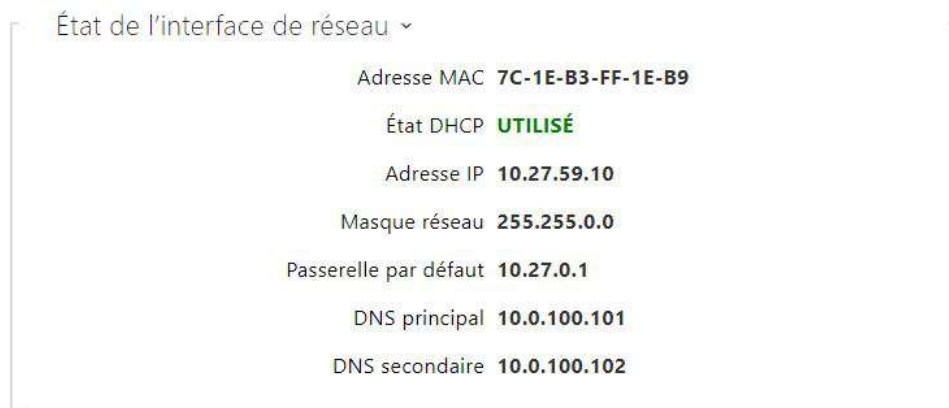 État de l'interface de réseau
Adresse MAC 7C-1E-B3-FF-1E-B9
État DHCP UTILISÉ
Adresse IP 10.27.59.10
Masque réseau 255.255.0.0
Passerelle par défaut 10.27.0.1
DNS principal 10.0.100.101
DNS secondaire 10.0.100.102